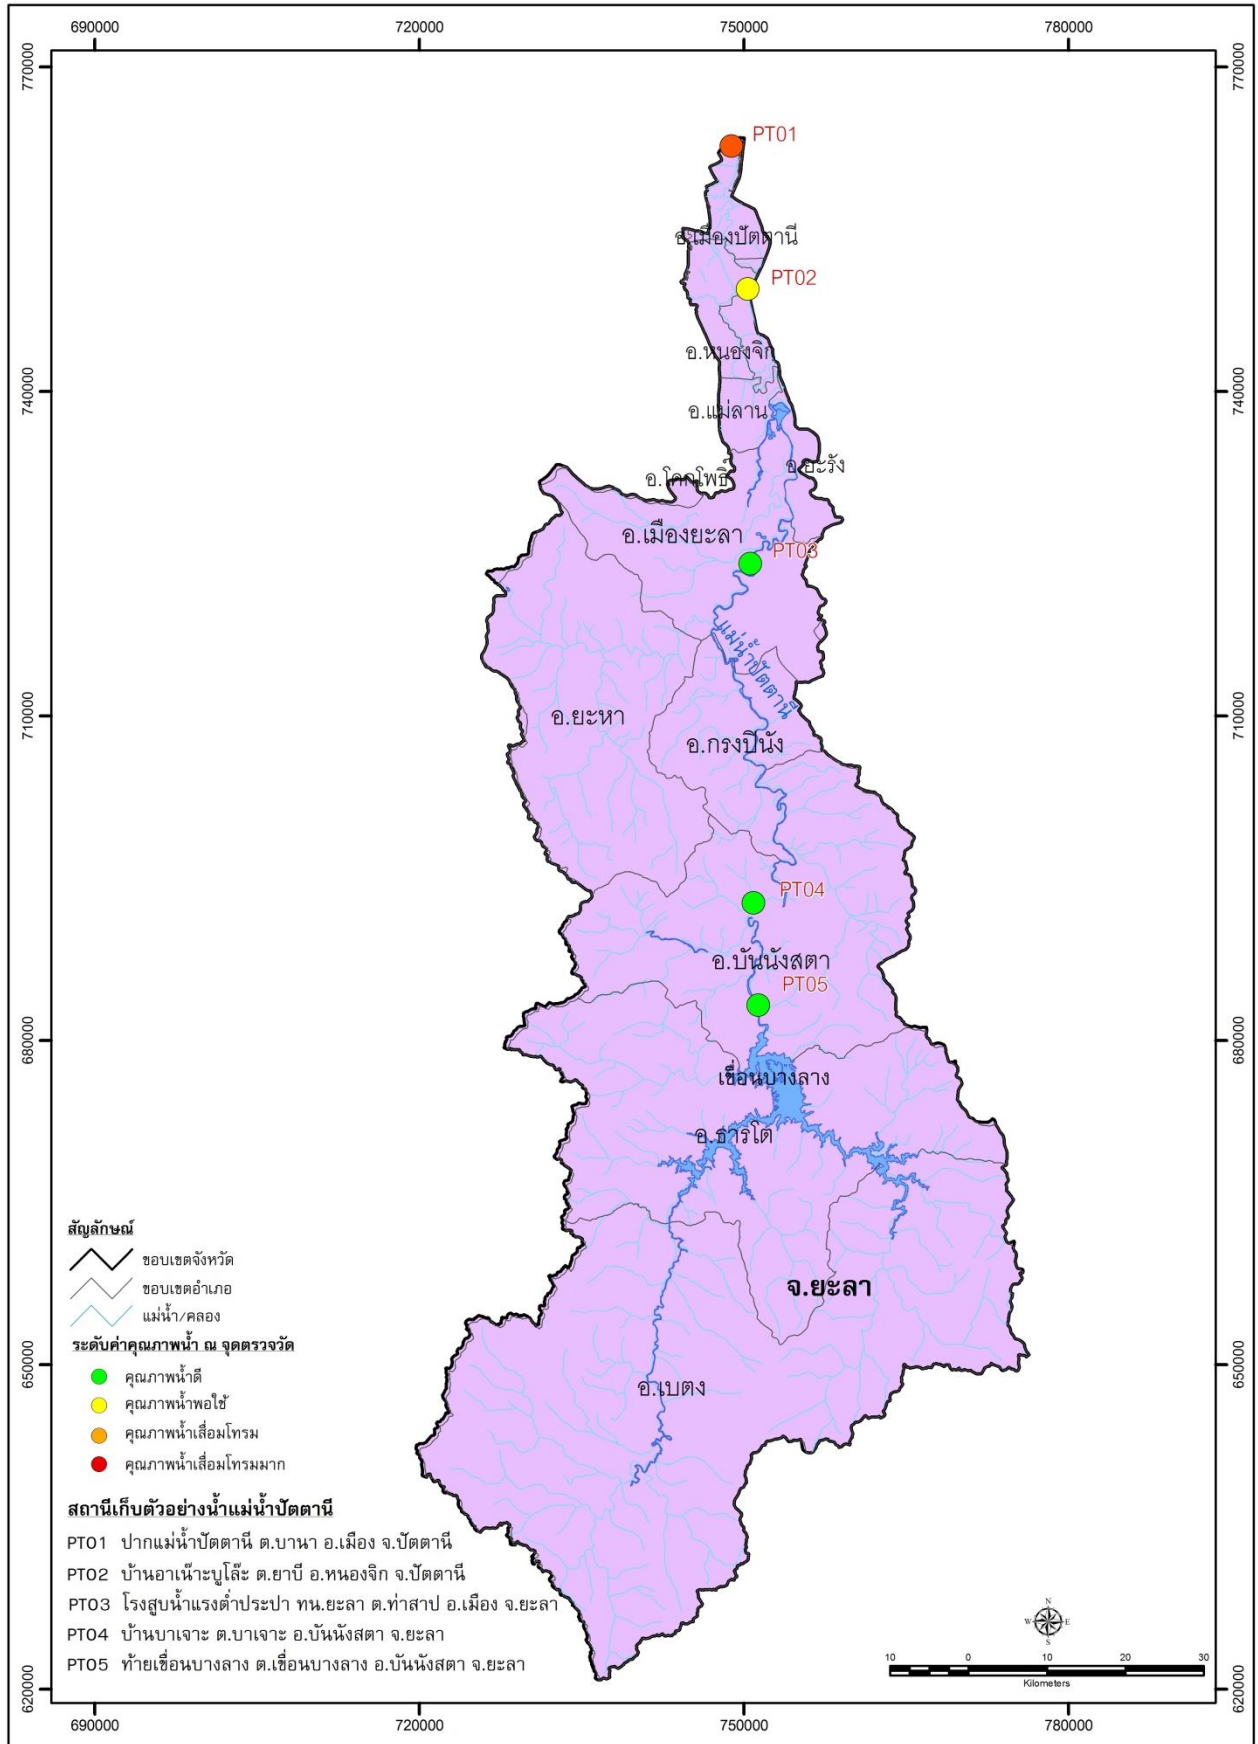 690000 720000 750000 780000
770000 770000
PT01
อ.เมืองปัตตานี
PT02
อ.หนองจิก
740000 740000
อ.แม่ลาน
อ.ยะรัง
อ.โคกโพธิ์
อ.เมืองยะลา
PT03
แม่น้ำปัตตานี
อ.ยะหา
710000 710000
อ.กรงปินัง
PT04
อ.บันนังสตา
PT05
680000 680000
เขื่อนบางลาง
อ.ธารโต
จ.ยะลา
อ.เบตง
650000 650000
สัญลักษณ์
ขอบเขตจังหวัด
ขอบเขตอำเภอ
แม่น้ำ/คลอง
ระดับค่าคุณภาพน้ำ ณ จุดตรวจวัด
คุณภาพน้ำดี
คุณภาพน้ำพอใช้
คุณภาพน้ำเสื่อมโทรม
คุณภาพน้ำเสื่อมโทรมมาก
สถานีเก็บตัวอย่างน้ำแม่น้ำปัตตานี
PT01 ปากแม่น้ำปัตตานี ต.บานา อ.เมือง จ.ปัตตานี
PT02 บ้านอาเน๊าะบูโล๊ะ ต.ยาบี อ.หนองจิก จ.ปัตตานี
PT03 โรงสูบน้ำแรงต่ำประปา ทน.ยะลา ต.ท่าสาป อ.เมือง จ.ยะลา
PT04 บ้านบาเจาะ ต.บาเจาะ อ.บันนังสตา จ.ยะลา
PT05 ท้ายเขื่อนบางลาง ต.เขื่อนบางลาง อ.บันนังสตา จ.ยะลา
N
W E
S
10 0 10 20 30
Kilometers
620000 620000
690000 720000 750000 780000